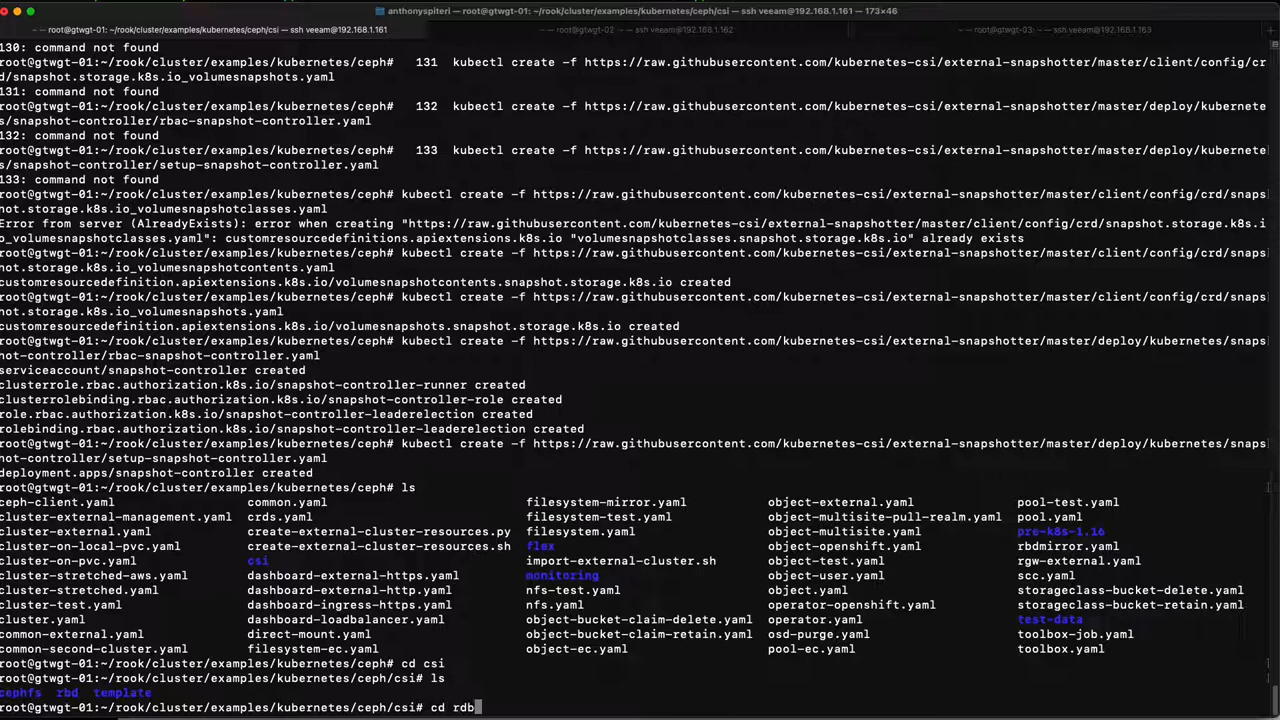 anthonyspiteri — root@gtwgt-01: ~/rook/cluster/examples/kubernetes/ceph/csi — ssh veeam@192.168.1.161 — 173×46
~ — root@gtwgt-01: ~/rook/cluster/examples/kubernetes/ceph/csi — ssh veeam@192.168.1.161
~ — root@gtwgt-02: ~ — ssh veeam@192.168.1.162
~ — root@gtwgt-03: ~ — ssh veeam@192.168.1.163
130: command not found
root@gtwgt-01:~/rook/cluster/examples/kubernetes/ceph#   131  kubectl create -f https://raw.githubusercontent.com/kubernetes-csi/external-snapshotter/master/client/config/cr
d/snapshot.storage.k8s.io_volumesnapshots.yaml
131: command not found
root@gtwgt-01:~/rook/cluster/examples/kubernetes/ceph#   132  kubectl create -f https://raw.githubusercontent.com/kubernetes-csi/external-snapshotter/master/deploy/kubernete
s/snapshot-controller/rbac-snapshot-controller.yaml
132: command not found
root@gtwgt-01:~/rook/cluster/examples/kubernetes/ceph#   133  kubectl create -f https://raw.githubusercontent.com/kubernetes-csi/external-snapshotter/master/deploy/kubernete
s/snapshot-controller/setup-snapshot-controller.yaml
133: command not found
root@gtwgt-01:~/rook/cluster/examples/kubernetes/ceph# kubectl create -f https://raw.githubusercontent.com/kubernetes-csi/external-snapshotter/master/client/config/crd/snaps
hot.storage.k8s.io_volumesnapshotclasses.yaml
Error from server (AlreadyExists): error when creating "https://raw.githubusercontent.com/kubernetes-csi/external-snapshotter/master/client/config/crd/snapshot.storage.k8s.i
o_volumesnapshotclasses.yaml": customresourcedefinitions.apiextensions.k8s.io "volumesnapshotclasses.snapshot.storage.k8s.io" already exists
root@gtwgt-01:~/rook/cluster/examples/kubernetes/ceph# kubectl create -f https://raw.githubusercontent.com/kubernetes-csi/external-snapshotter/master/client/config/crd/snaps
hot.storage.k8s.io_volumesnapshotcontents.yaml
customresourcedefinition.apiextensions.k8s.io/volumesnapshotcontents.snapshot.storage.k8s.io created
root@gtwgt-01:~/rook/cluster/examples/kubernetes/ceph# kubectl create -f https://raw.githubusercontent.com/kubernetes-csi/external-snapshotter/master/client/config/crd/snaps
hot.storage.k8s.io_volumesnapshots.yaml
customresourcedefinition.apiextensions.k8s.io/volumesnapshots.snapshot.storage.k8s.io created
root@gtwgt-01:~/rook/cluster/examples/kubernetes/ceph# kubectl create -f https://raw.githubusercontent.com/kubernetes-csi/external-snapshotter/master/deploy/kubernetes/snaps
hot-controller/rbac-snapshot-controller.yaml
serviceaccount/snapshot-controller created
clusterrole.rbac.authorization.k8s.io/snapshot-controller-runner created
clusterrolebinding.rbac.authorization.k8s.io/snapshot-controller-role created
role.rbac.authorization.k8s.io/snapshot-controller-leaderelection created
rolebinding.rbac.authorization.k8s.io/snapshot-controller-leaderelection created
root@gtwgt-01:~/rook/cluster/examples/kubernetes/ceph# kubectl create -f https://raw.githubusercontent.com/kubernetes-csi/external-snapshotter/master/deploy/kubernetes/snaps
hot-controller/setup-snapshot-controller.yaml
deployment.apps/snapshot-controller created
root@gtwgt-01:~/rook/cluster/examples/kubernetes/ceph# ls
ceph-client.yaml common.yaml filesystem-mirror.yaml object-external.yaml pool-test.yaml
cluster-external-management.yaml crds.yaml filesystem-test.yaml object-multisite-pull-realm.yaml pool.yaml
cluster-external.yaml create-external-cluster-resources.py filesystem.yaml object-multisite.yaml pre-k8s-1.16
cluster-on-local-pvc.yaml create-external-cluster-resources.sh flex object-openshift.yaml rbdmirror.yaml
cluster-on-pvc.yaml csi import-external-cluster.sh object-test.yaml rgw-external.yaml
cluster-stretched-aws.yaml dashboard-external-https.yaml monitoring object-user.yaml scc.yaml
cluster-stretched.yaml dashboard-external-http.yaml nfs-test.yaml object.yaml storageclass-bucket-delete.yaml
cluster-test.yaml dashboard-ingress-https.yaml nfs.yaml operator-openshift.yaml storageclass-bucket-retain.yaml
cluster.yaml dashboard-loadbalancer.yaml object-bucket-claim-delete.yaml operator.yaml test-data
common-external.yaml direct-mount.yaml object-bucket-claim-retain.yaml osd-purge.yaml toolbox-job.yaml
common-second-cluster.yaml filesystem-ec.yaml object-ec.yaml pool-ec.yaml toolbox.yaml
root@gtwgt-01:~/rook/cluster/examples/kubernetes/ceph# cd csi
root@gtwgt-01:~/rook/cluster/examples/kubernetes/ceph/csi# ls
cephfs rbd template
root@gtwgt-01:~/rook/cluster/examples/kubernetes/ceph/csi# cd rdb